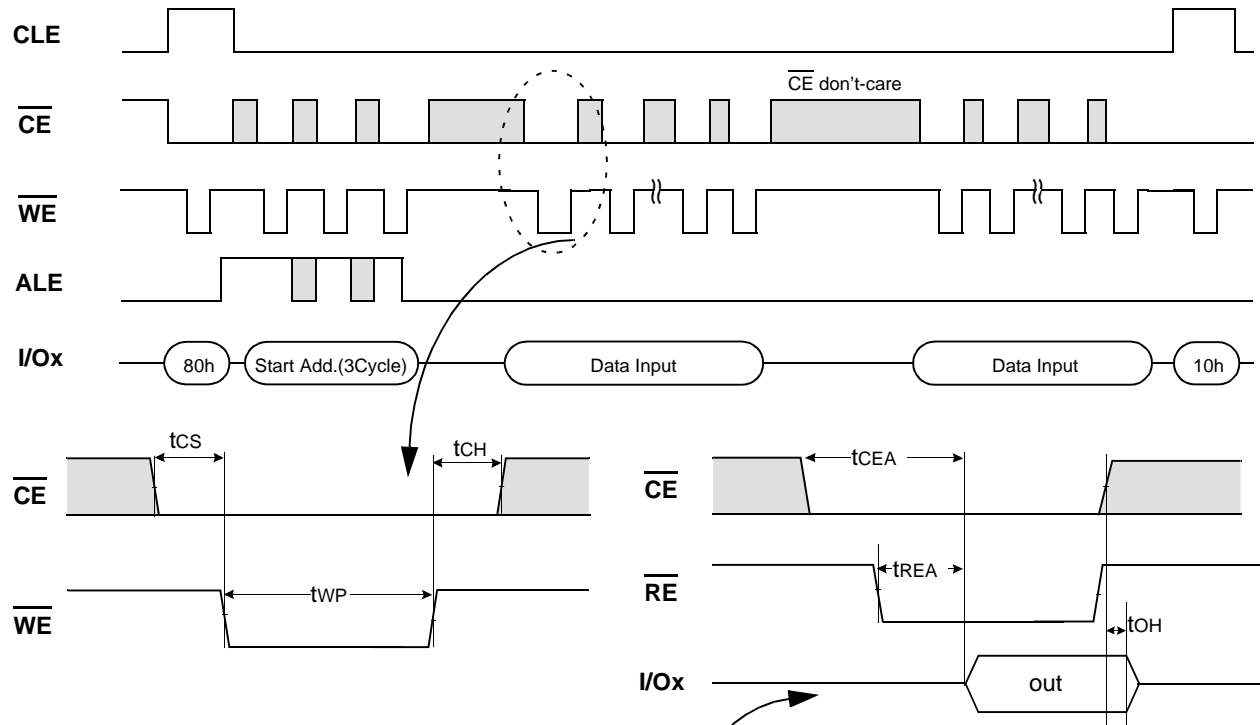 CLE
CE don't-care
CE
WE
ALE
I/Ox
80h
Start Add.(3Cycle)
Data Input
Data Input
10h
tCS
tCH
CE
tWP
WE
tCEA
CE
tREA
RE
tOH
I/Ox
out